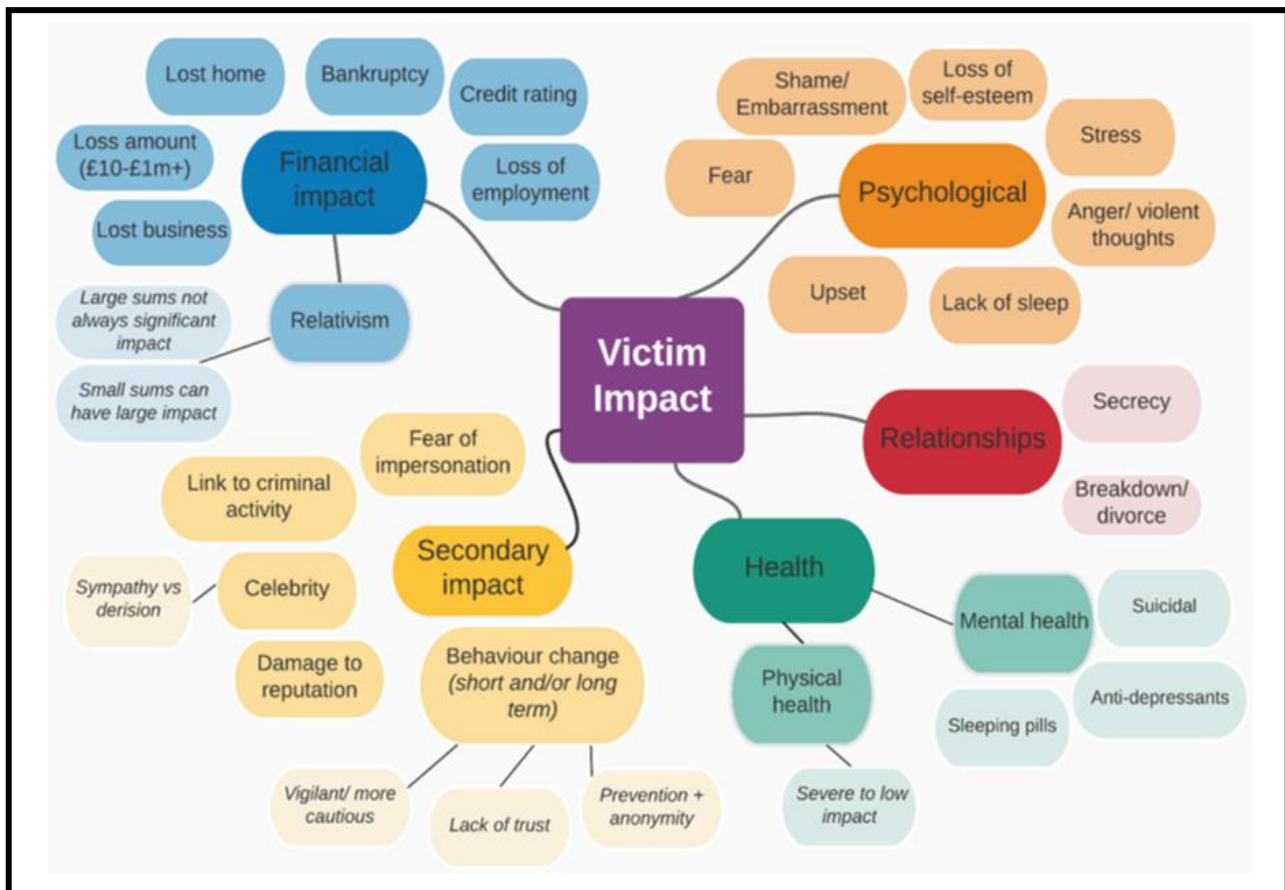 Victim
Impact
Financial
impact
Lost home
Bankruptcy
Credit rating
Loss amount
(£10-£1m+)
Loss of
employment
Lost business
Relativism
Large sums not
always significant
impact
Small sums can
have large impact
Psychological
Shame/
Embarrassment
Loss of
self-esteem
Stress
Fear
Anger/ violent
thoughts
Upset
Lack of sleep
Relationships
Secrecy
Breakdown/
divorce
Health
Mental health
Suicidal
Anti-depressants
Sleeping pills
Physical
health
Severe to low
impact
Secondary
impact
Fear of
impersonation
Link to criminal
activity
Celebrity
Sympathy vs
derision
Damage to
reputation
Behaviour change
(short and/or long
term)
Vigilant/ more
cautious
Lack of trust
Prevention +
anonymity